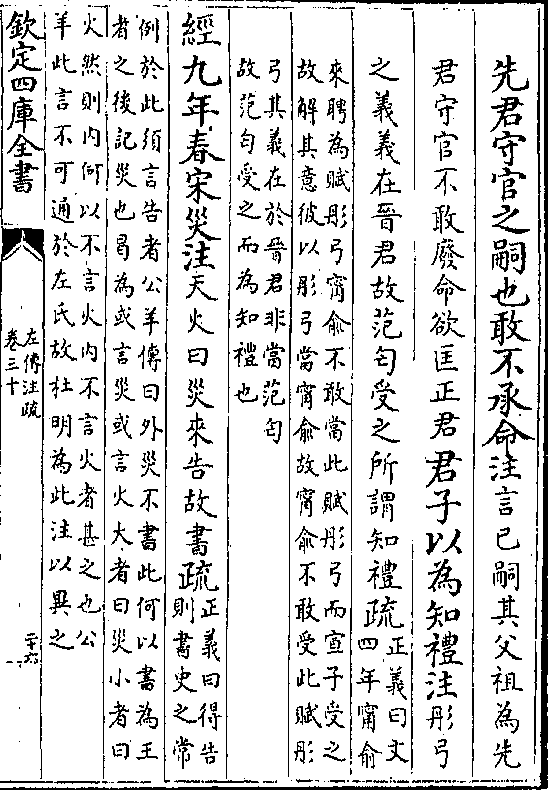 先君守官之嗣也敢不承命注言已嗣其父祖為先
君守官不敢廢命欲匡正君君子以為知禮注彤弓
之義義在晉君故范匄受之所謂知禮疏
正義曰文
四年甯俞
來聘為賦彤弓甯俞不敢當此賦彤弓而宣子受之
故解其意彼以彤弓當甯俞故甯俞不敢受此賦彤
弓其義在於晉君非當范匄
故范匄受之而為知禮也
經九年春宋災注天火曰災來告故書疏
正義曰得告
則書史之常
例於此須言告者公羊傳曰外災不書此何以書為王
者之後記災也曷為或言災或言火大者曰災小者曰
火然則内何以不言火内不言火者甚之也公
羊此言不可通於左氏故杜明為此注以異之
欽定四庫全書
左傳注疏
卷三十
二十六